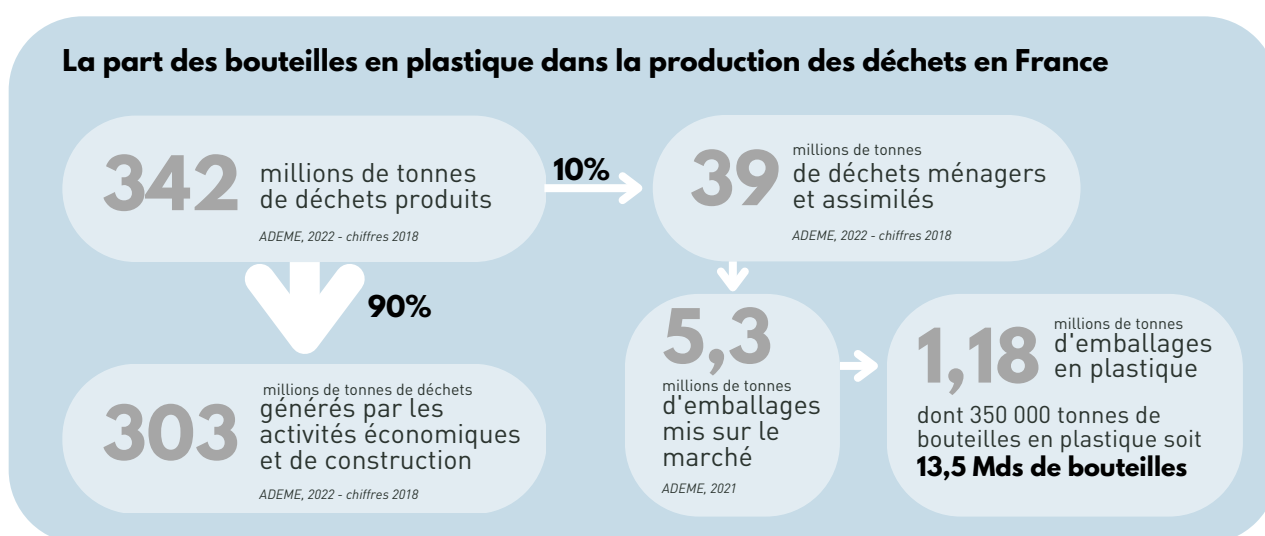 La part des bouteilles en plastique dans la production des déchets en France
342
millions de tonnes
de déchets produits
ADEME, 2022 - chiffres 2018
10%
39
millions de tonnes
de déchets ménagers
et assimilés
ADEME, 2022 - chiffres 2018
90%
303
millions de tonnes de déchets
générés par les
activités économiques
et de construction
ADEME, 2022 - chiffres 2018
5,3
millions de tonnes
d'emballages
mis sur le
marché
ADEME, 2021
1,18
millions de tonnes
d'emballages
en plastique
dont 350 000 tonnes de
bouteilles en plastique soit
13,5 Mds de bouteilles